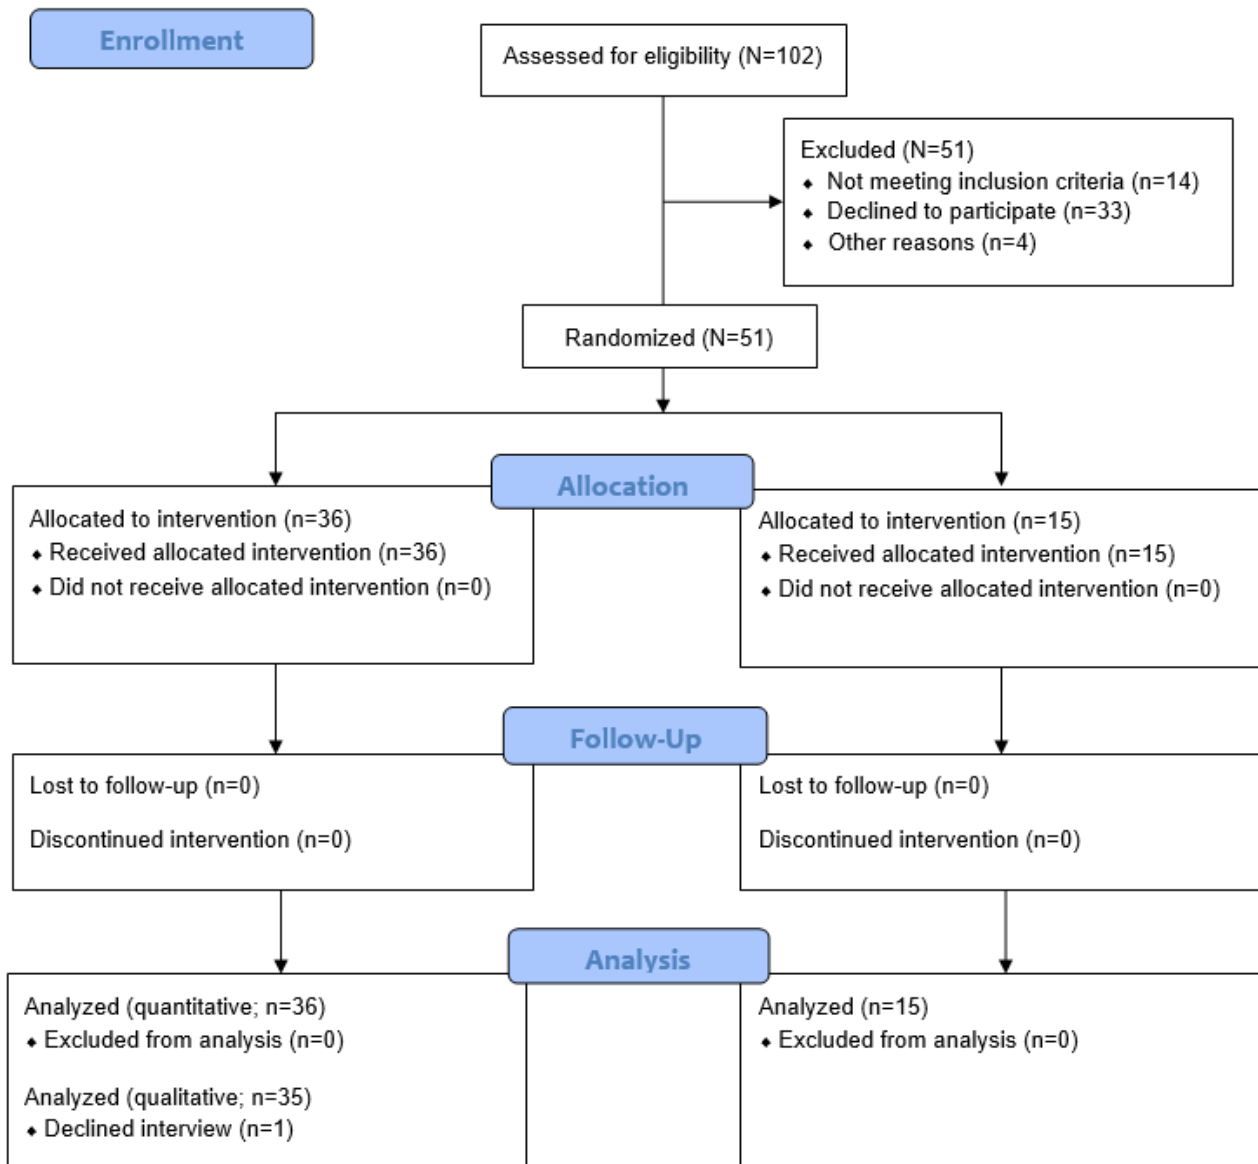 Enrollment
Assessed for eligibility (N=102)
Excluded (N=51)
⬥ Not meeting inclusion criteria (n=14)
⬥ Declined to participate (n=33)
⬥ Other reasons (n=4)
Randomized (N=51)
Allocation
Allocated to intervention (n=36)
⬥ Received allocated intervention (n=36)
⬥ Did not receive allocated intervention (n=0)
Allocated to intervention (n=15)
⬥ Received allocated intervention (n=15)
⬥ Did not receive allocated intervention (n=0)
Follow-Up
Lost to follow-up (n=0)
Discontinued intervention (n=0)
Lost to follow-up (n=0)
Discontinued intervention (n=0)
Analysis
Analyzed (quantitative; n=36)
⬥ Excluded from analysis (n=0)
Analyzed (qualitative; n=35)
⬥ Declined interview (n=1)
Analyzed (n=15)
⬥ Excluded from analysis (n=0)